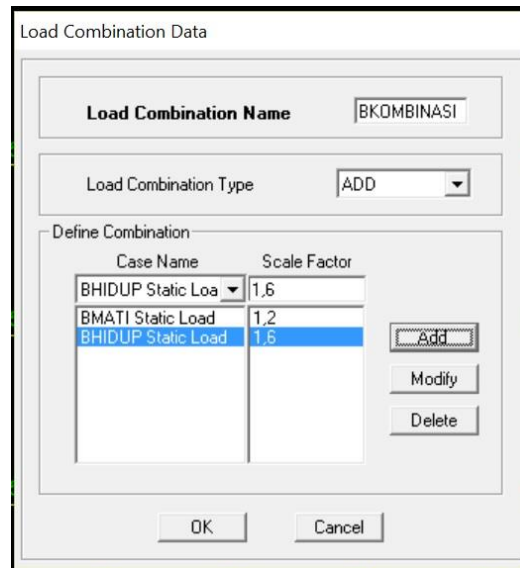 Load Combination Data
Load Combination Name BKOMBINASI
Load Combination Type ADD
Define Combination
Case Name Scale Factor
BHIDUP Static Loa 1,6
BMATI Static Load 1,2
BHIDUP Static Load 1,6
Add
Modify
Delete
OK Cancel